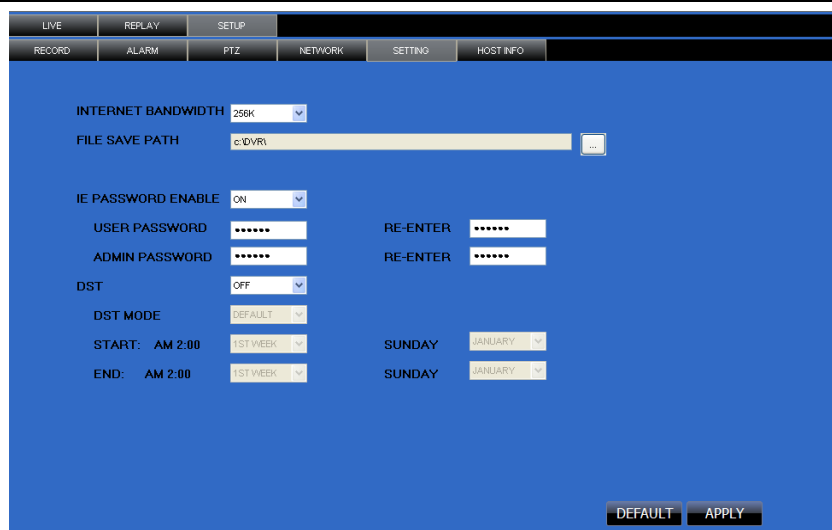 LIVE REPLAY SETUP
RECORD ALARM PTZ NETWORK SETTING HOST INFO
INTERNET BANDWIDTH 256K
FILE SAVE PATH c:\DVR\ ...
IE PASSWORD ENABLE ON
USER PASSWORD •••••• RE-ENTER ••••••
ADMIN PASSWORD •••••• RE-ENTER ••••••
DST OFF
DST MODE DEFAULT
START: AM 2:00 1ST WEEK SUNDAY JANUARY
END: AM 2:00 1ST WEEK SUNDAY JANUARY
DEFAULT APPLY